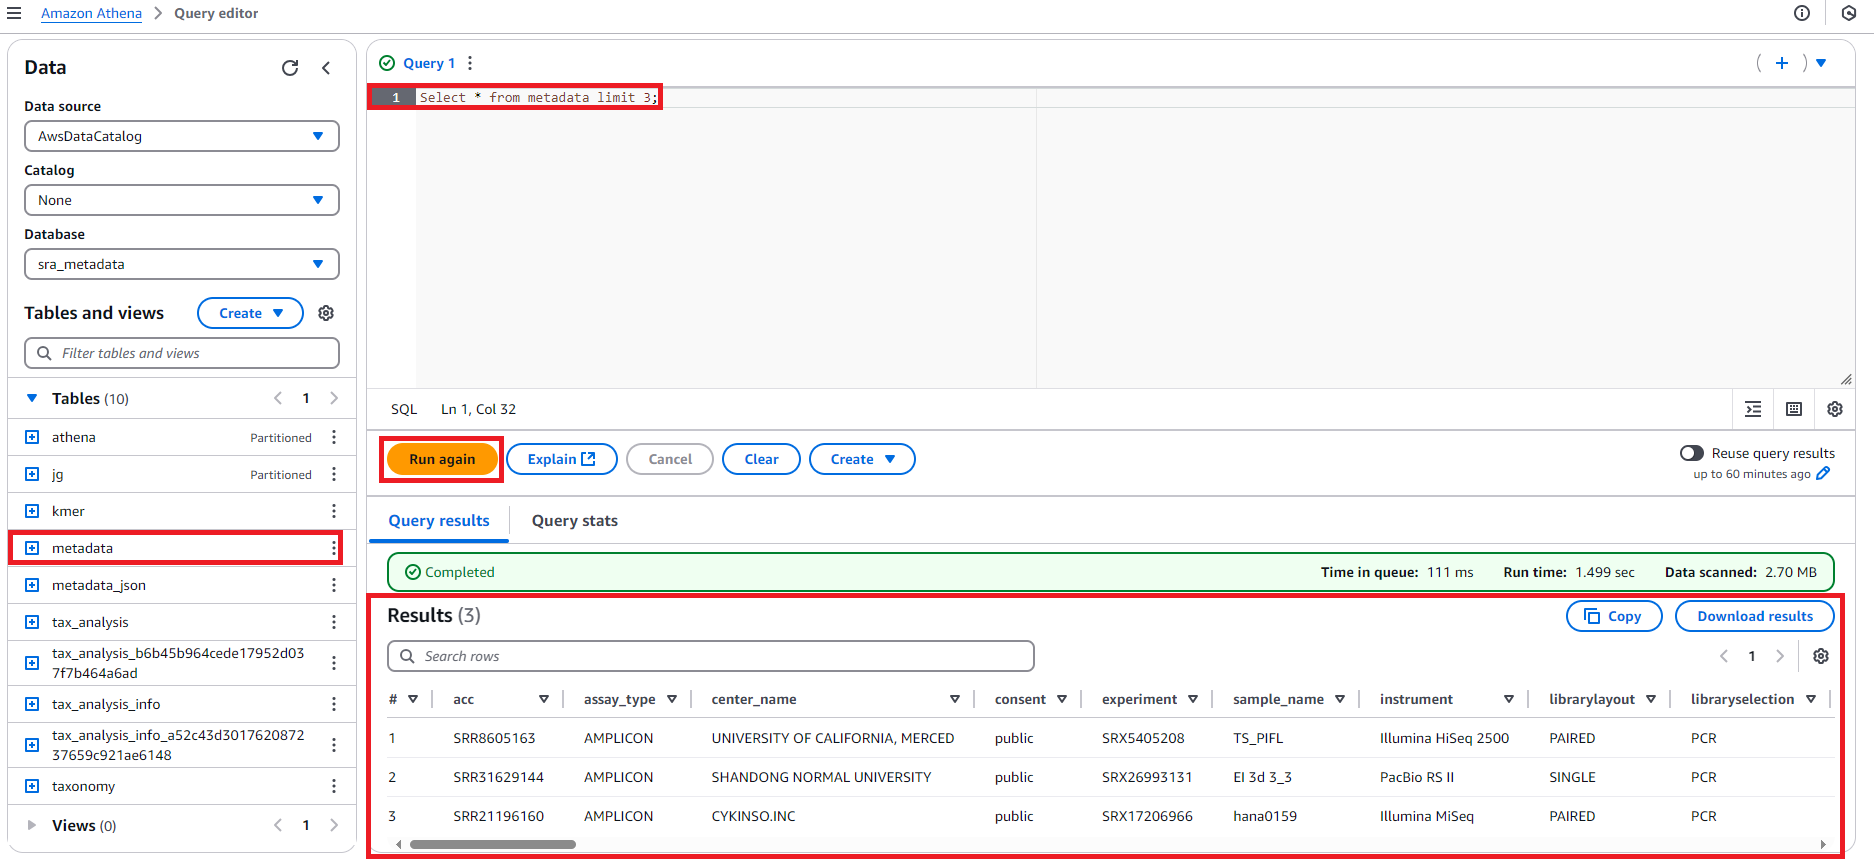 Amazon Athena > Query editor
Data
Data source
AwsDataCatalog
Catalog
None
Database
sra_metadata
Tables and views Create
Filter tables and views
Tables (10) < 1 >
athena Partitioned
jg Partitioned
kmer
metadata
metadata_json
tax_analysis
tax_analysis_b6b45b964cede17952d03
7f7b464a6ad
tax_analysis_info
tax_analysis_info_a52c43d3017620872
37659c921ae6148
taxonomy
Views (0) < 1 >
Query 1
1 Select * from metadata limit 3;
SQL Ln 1, Col 32
Run again Explain Cancel Clear Create
Reuse query results
up to 60 minutes ago
Query results Query stats
Completed Time in queue: 111 ms Run time: 1.499 sec Data scanned: 2.70 MB
Results (3) Copy Download results
Search rows < 1 >
# acc assay_type center_name consent experiment sample_name instrument librarylayout libraryselection
1 SRR8605163 AMPLICON UNIVERSITY OF CALIFORNIA, MERCED public SRX5405208 TS_PIFL Illumina HiSeq 2500 PAIRED PCR
2 SRR31629144 AMPLICON SHANDONG NORMAL UNIVERSITY public SRX26993131 EI 3d 3_3 PacBio RS II SINGLE PCR
3 SRR21196160 AMPLICON CYKINSO.INC public SRX17206966 hana0159 Illumina MiSeq PAIRED PCR